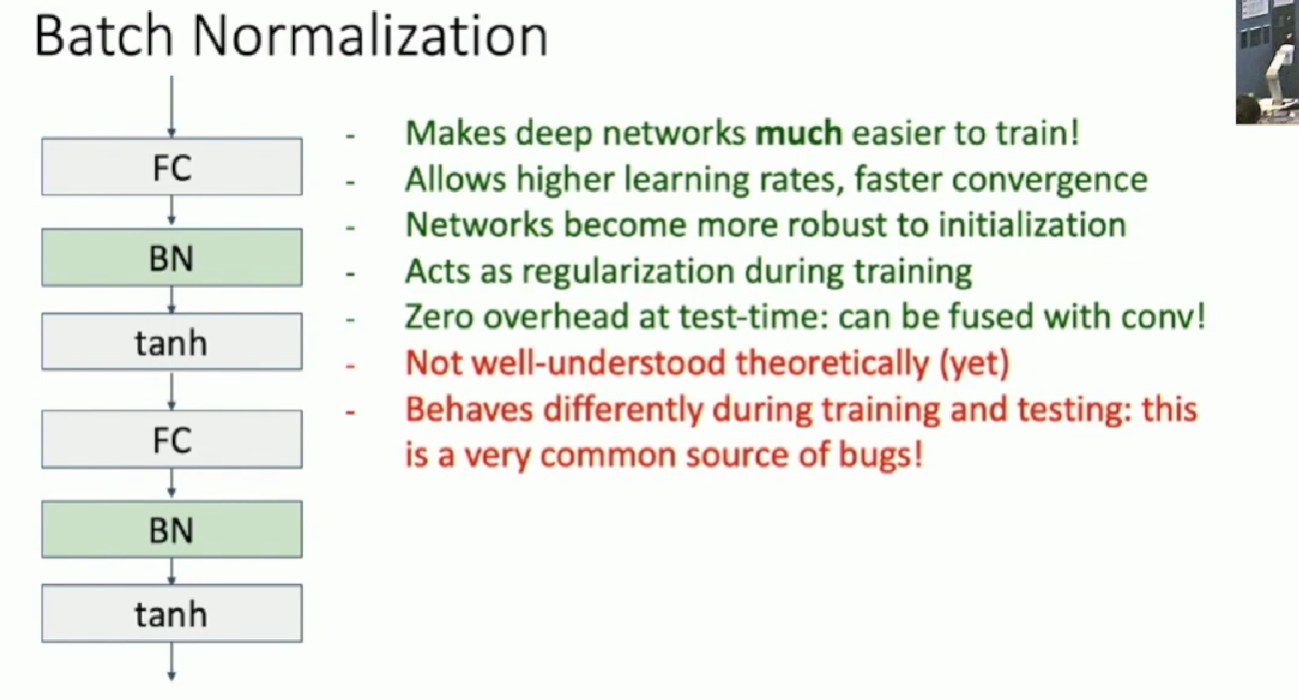 Batch Normalization
FC
BN
tanh
FC
BN
tanh
- Makes deep networks much easier to train!
- Allows higher learning rates, faster convergence
- Networks become more robust to initialization
- Acts as regularization during training
- Zero overhead at test-time: can be fused with conv!
- Not well-understood theoretically (yet)
- Behaves differently during training and testing: this
is a very common source of bugs!